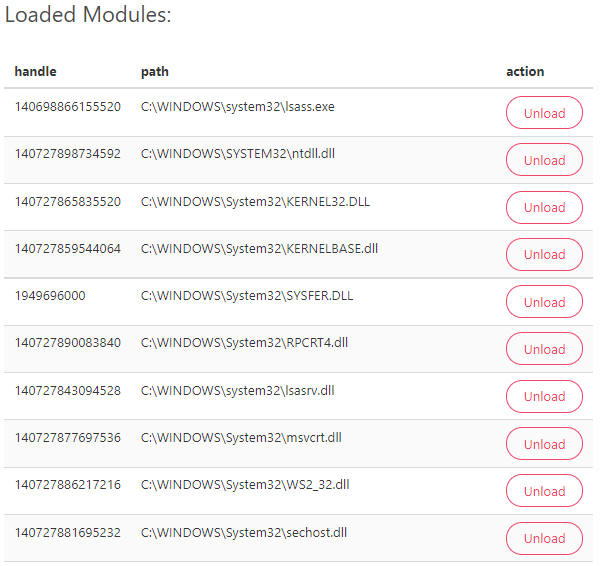 Loaded Modules:
handle path action
140698866155520 C:\WINDOWS\system32\lsass.exe Unload
140727898734592 C:\WINDOWS\SYSTEM32\ntdll.dll Unload
140727865835520 C:\WINDOWS\System32\KERNEL32.DLL Unload
140727859544064 C:\WINDOWS\System32\KERNELBASE.dll Unload
1949696000 C:\WINDOWS\System32\SYSFER.DLL Unload
140727890083840 C:\WINDOWS\System32\RPCRT4.dll Unload
140727843094528 C:\WINDOWS\system32\lsasrv.dll Unload
140727877697536 C:\WINDOWS\System32\msvcrt.dll Unload
140727886217216 C:\WINDOWS\System32\WS2_32.dll Unload
140727881695232 C:\WINDOWS\System32\sechost.dll Unload